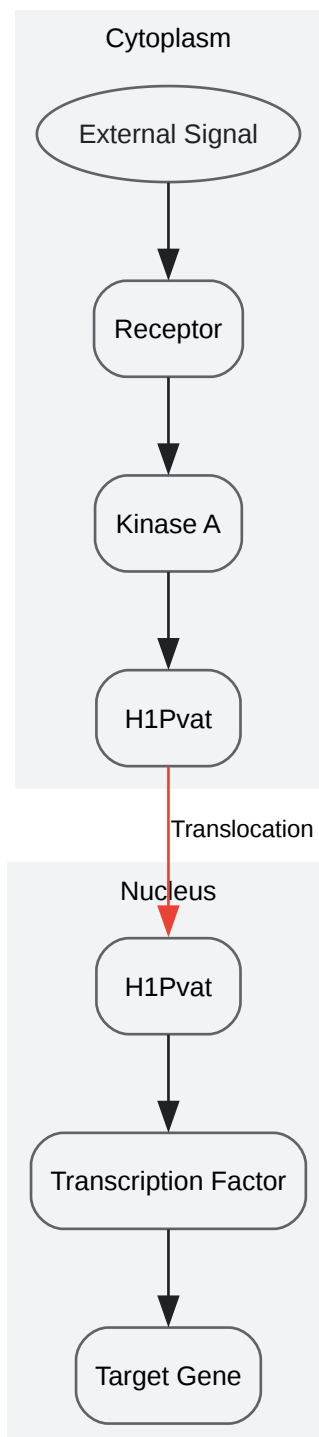 Cytoplasm
External Signal
Receptor
Kinase A
H1Pvat
Translocation
Nucleus
H1Pvat
Transcription Factor
Target Gene